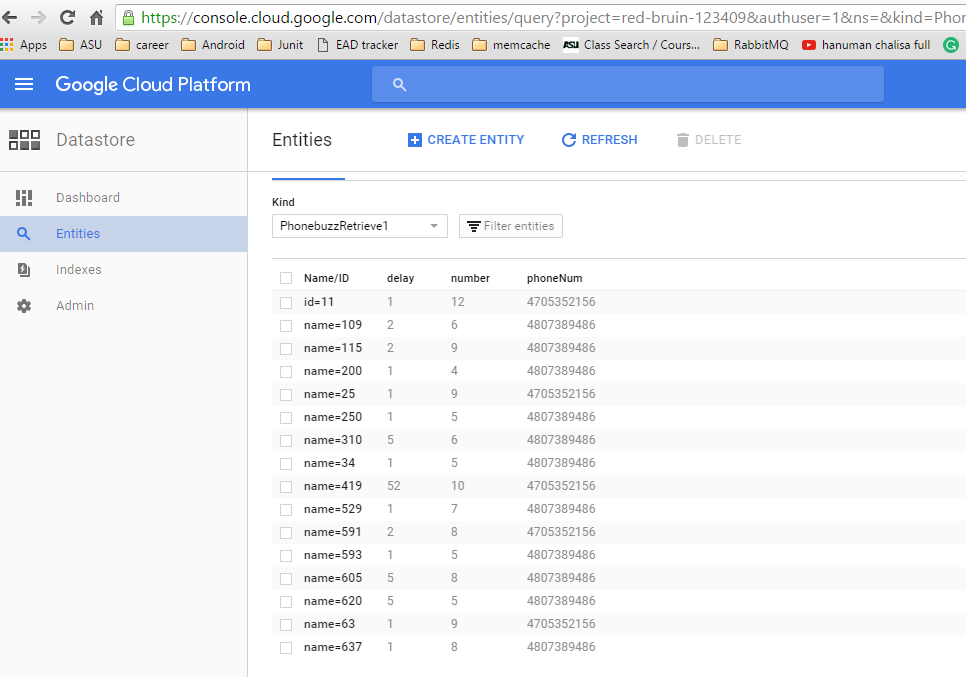 https://console.cloud.google.com/datastore/entities/query?project=red-bruin-123409&authuser=1&ns=&kind=Phon
Apps ASU career Android Junit EAD tracker Redis memcache ASU Class Search / Cours... RabbitMQ hanuman chalisa full G
Google Cloud Platform
Datastore
Dashboard
Entities
Indexes
Admin
Entities CREATE ENTITY REFRESH DELETE
Kind
PhonebuzzRetrieve1 Filter entities
Name/ID delay number phoneNum
id=11 1 12 4705352156
name=109 2 6 4807389486
name=115 2 9 4807389486
name=200 1 4 4807389486
name=25 1 9 4705352156
name=250 1 5 4807389486
name=310 5 6 4807389486
name=34 1 5 4807389486
name=419 52 10 4705352156
name=529 1 7 4807389486
name=591 2 8 4705352156
name=593 1 5 4807389486
name=605 5 8 4807389486
name=620 5 5 4807389486
name=63 1 9 4705352156
name=637 1 8 4807389486